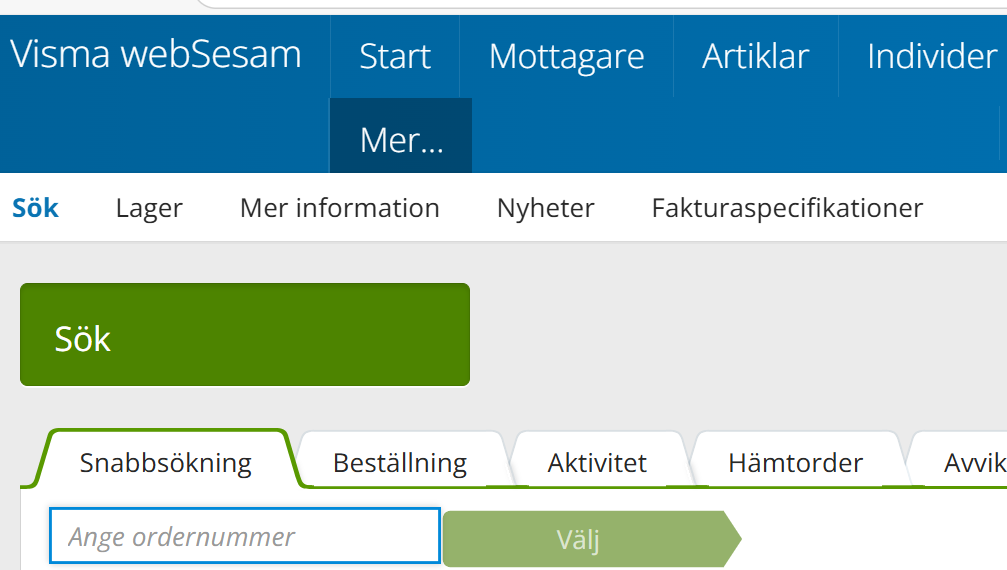 Visma webSesam Start Mottagare Artiklar Individer
Mer...
Sök Lager Mer information Nyheter Fakturaspecifikationer
Sök
Snabbsökning Beställning Aktivitet Hämtorder Avvik
Ange ordernummer Välj